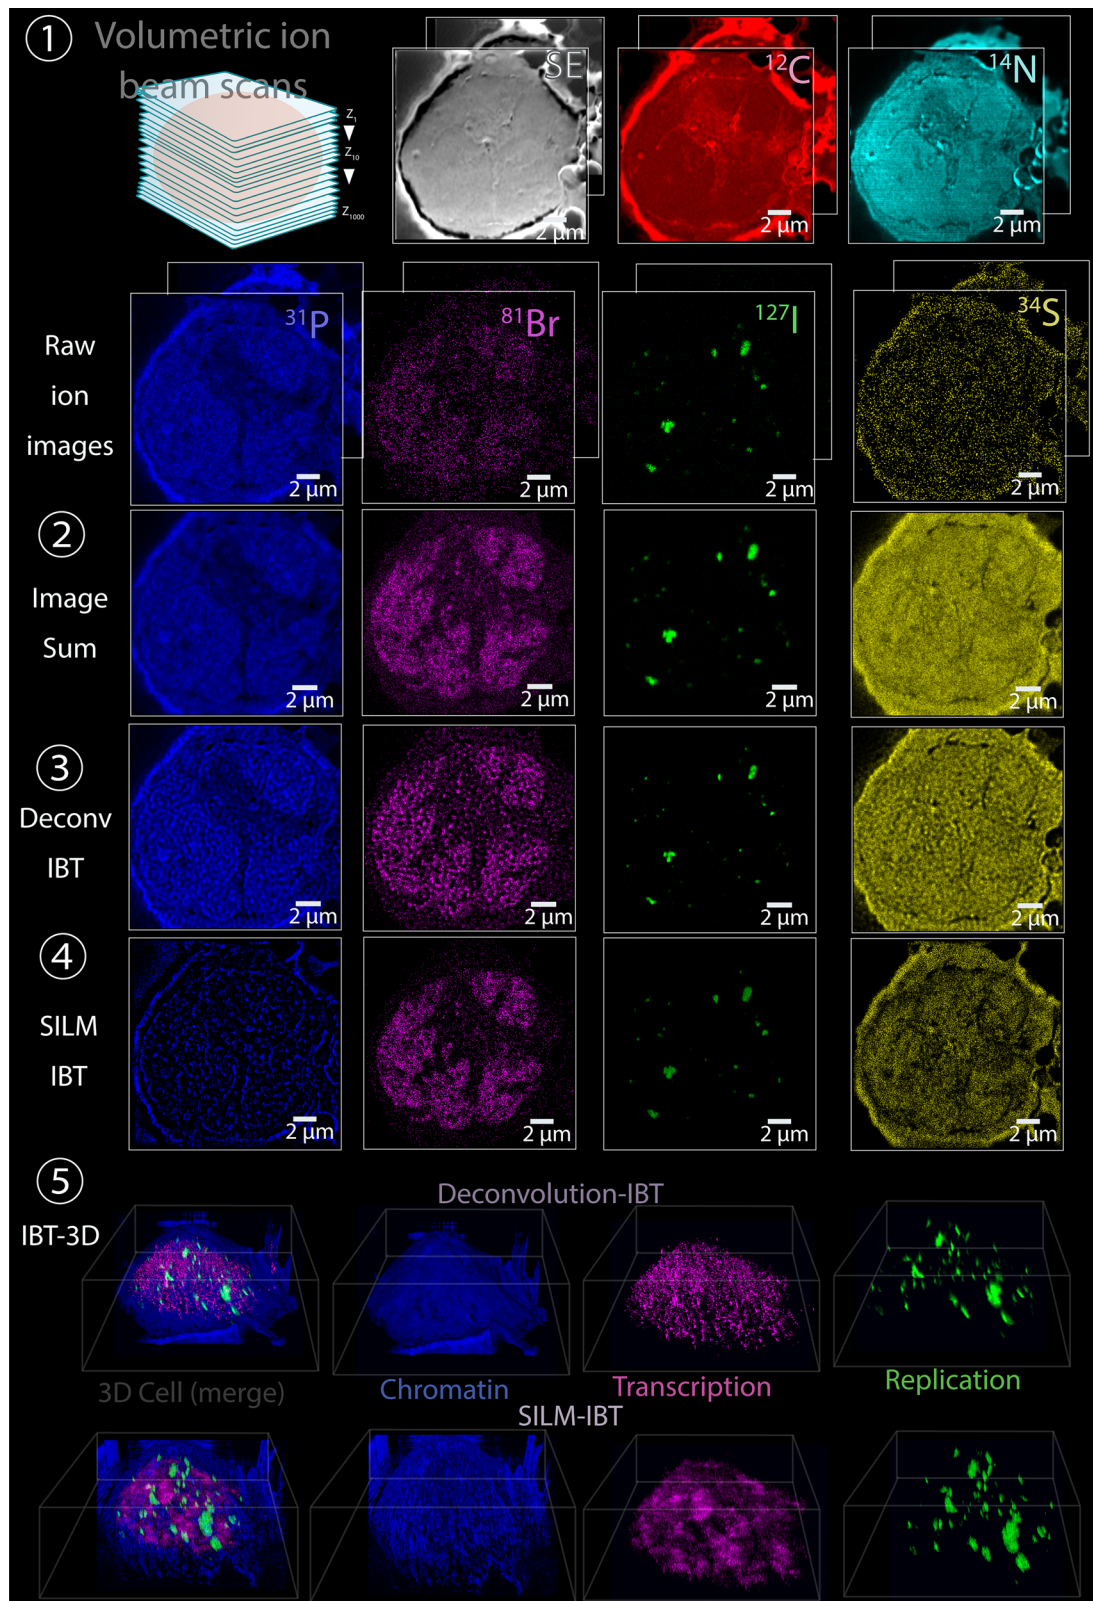 ① Volumetric ion
beam scans
Z1
Z10
Z1000
SE
2 μm
12C
2 μm
14N
2 μm
Raw
ion
images
31P
2 μm
81Br
2 μm
127I
2 μm
34S
2 μm
②
Image
Sum
2 μm
2 μm
2 μm
2 μm
③
Deconv
IBT
2 μm
2 μm
2 μm
2 μm
④
SILM
IBT
2 μm
2 μm
2 μm
2 μm
⑤
IBT-3D
Deconvolution-IBT
3D Cell (merge)
Chromatin
Transcription
Replication
SILM-IBT